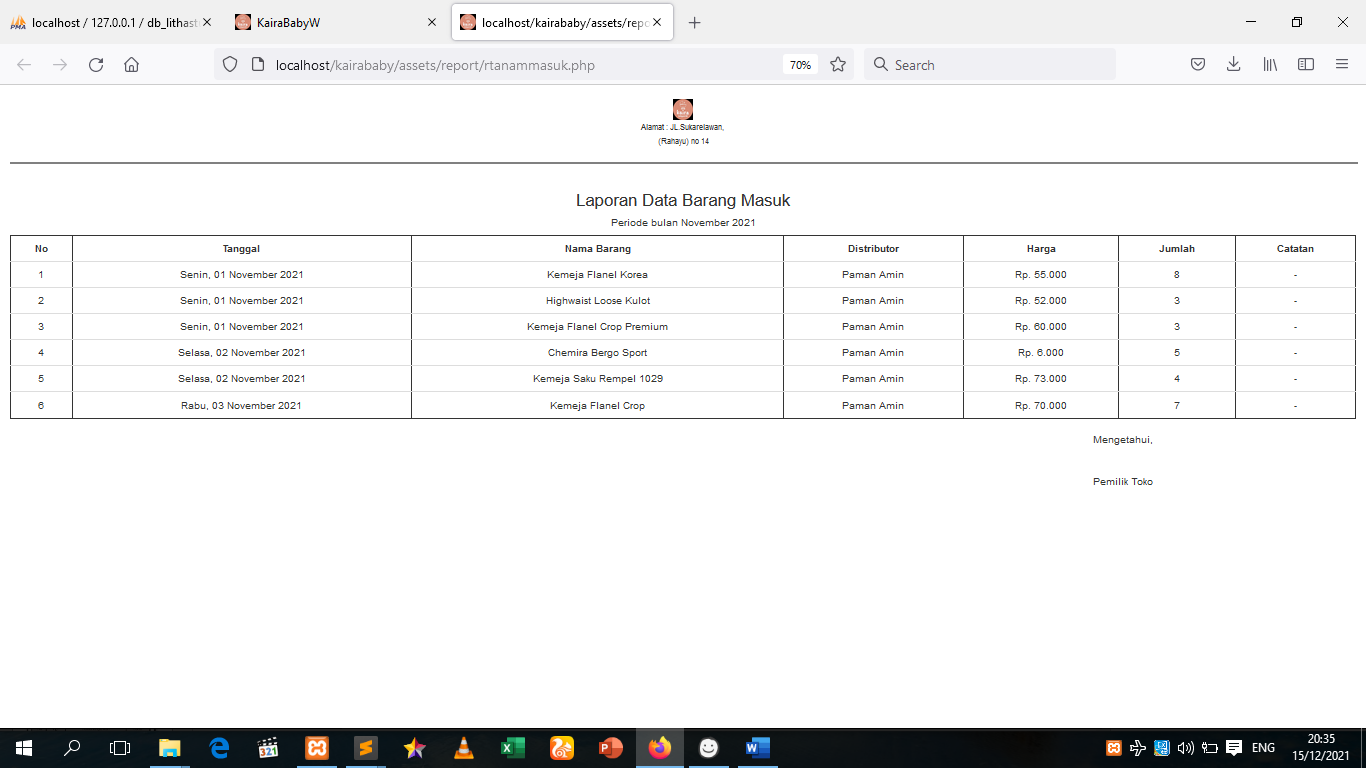 localhost / 127.0.0.1 / db_lithast
KairaBabyW
localhost/kairababy/assets/repo
localhost/kairababy/assets/report/rtanammasuk.php
70%
Search
Alamat : JL.Sukarelawan,
(Rahayu) no 14
Laporan Data Barang Masuk
Periode bulan November 2021
No Tanggal Nama Barang Distributor Harga Jumlah Catatan
1 Senin, 01 November 2021 Kemeja Flanel Korea Paman Amin Rp. 55.000 8 -
2 Senin, 01 November 2021 Highwaist Loose Kulot Paman Amin Rp. 52.000 3 -
3 Senin, 01 November 2021 Kemeja Flanel Crop Premium Paman Amin Rp. 60.000 3 -
4 Selasa, 02 November 2021 Chemira Bergo Sport Paman Amin Rp. 6.000 5 -
5 Selasa, 02 November 2021 Kemeja Saku Rempel 1029 Paman Amin Rp. 73.000 4 -
6 Rabu, 03 November 2021 Kemeja Flanel Crop Paman Amin Rp. 70.000 7 -
Mengetahui,
Pemilik Toko
ENG
20:35
15/12/2021